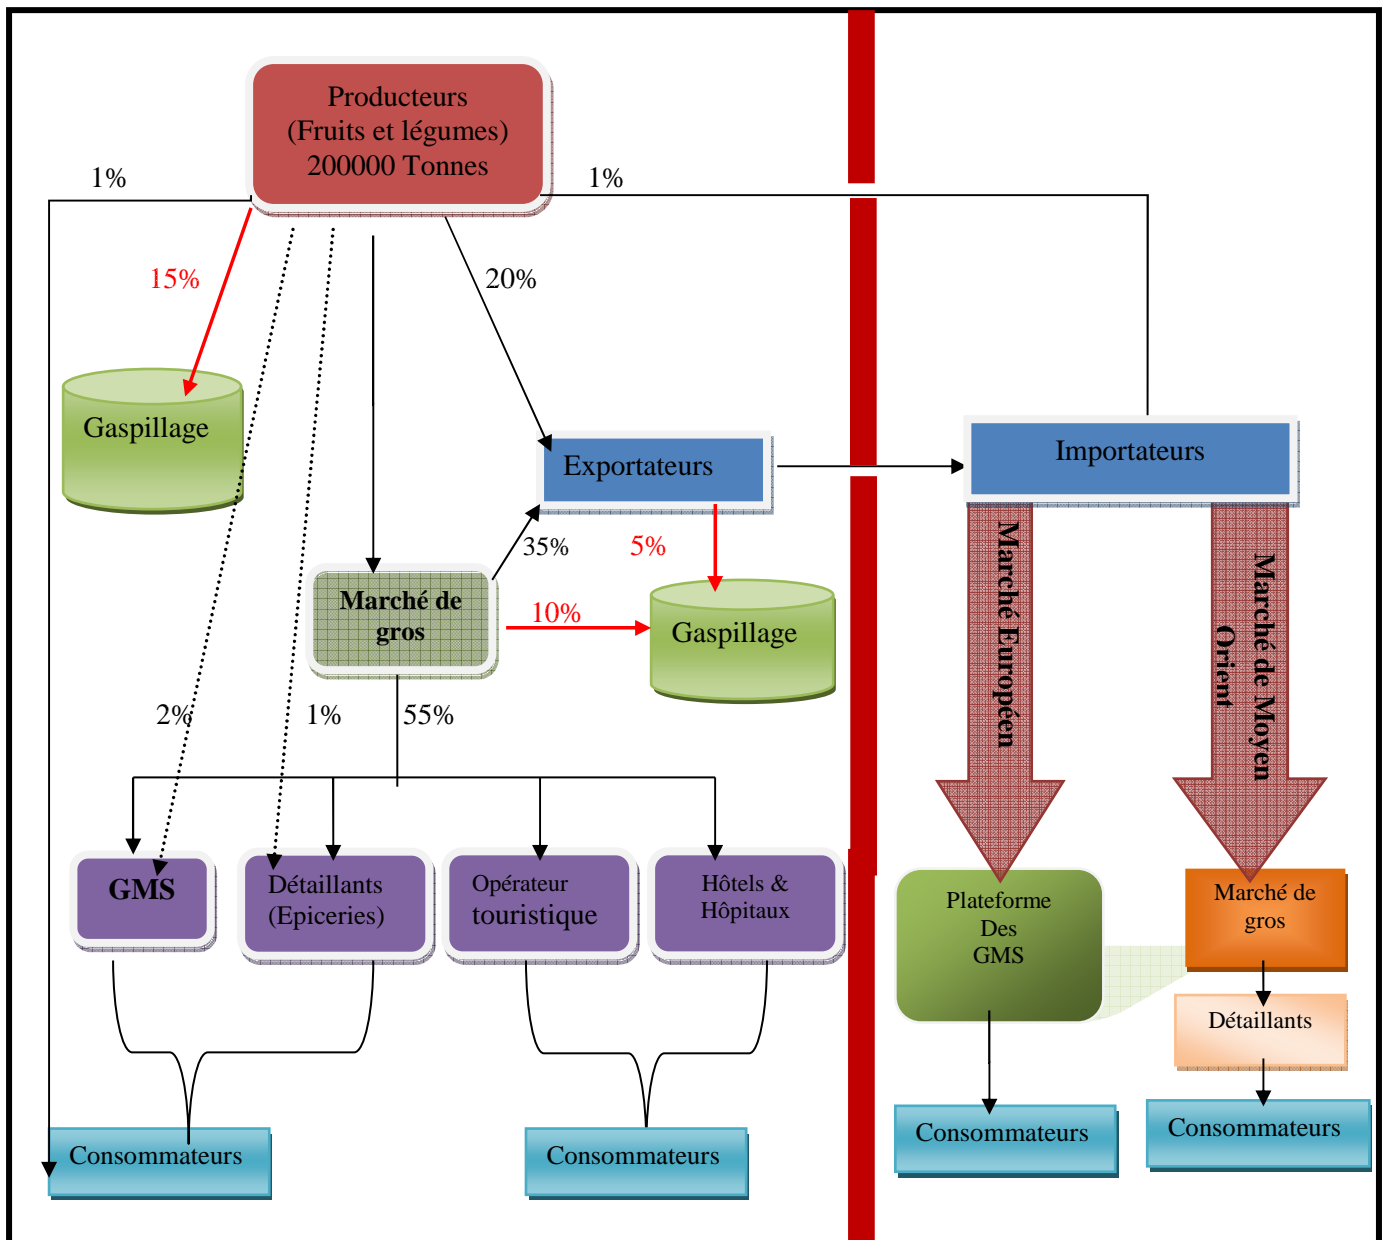 Producteurs
(Fruits et légumes)
200000 Tonnes
1%
1%
15%
20%
Gaspillage
Exportateurs
Importateurs
35%
5%
Marché de
gros
10%
Gaspillage
Marché Européen
Marché de Moyen
Orient
2%
1%
55%
GMS
Détaillants
(Epiceries)
Opérateur
touristique
Hôtels &
Hôpitaux
Plateforme
Des
GMS
Marché de
gros
Détaillants
Consommateurs
Consommateurs
Consommateurs
Consommateurs